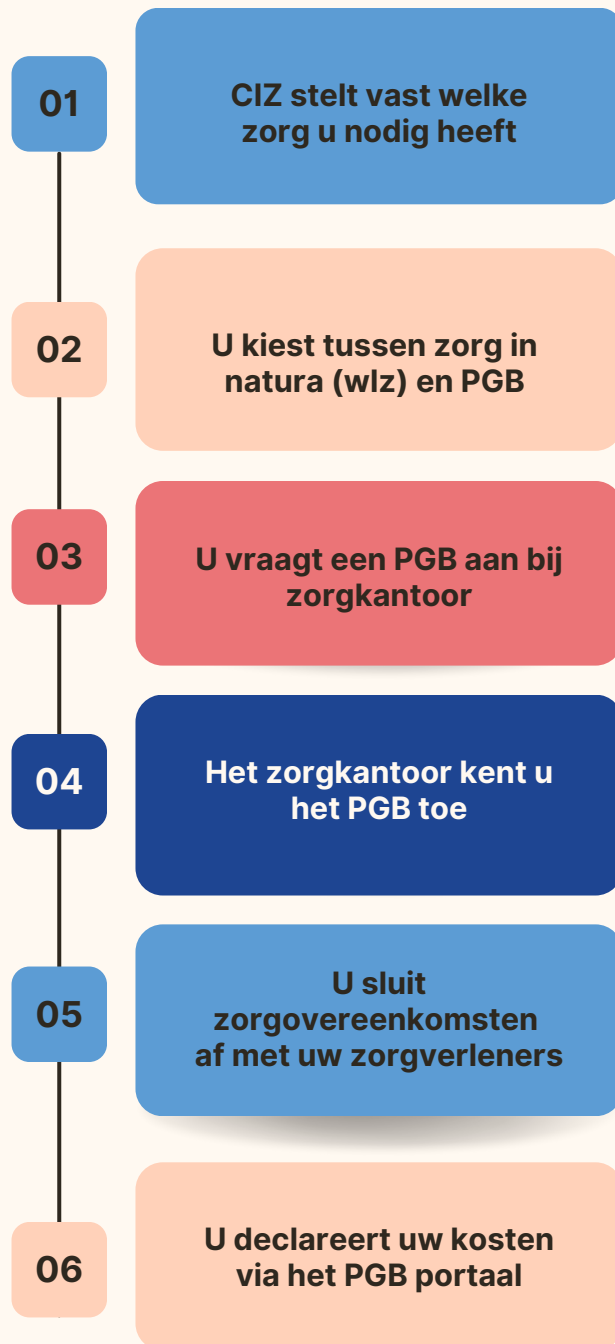 01
CIZ stelt vast welke
zorg u nodig heeft
02
U kiest tussen zorg in
natura (wlz) en PGB
03
U vraagt een PGB aan bij
zorgkantoor
04
Het zorgkantoor kent u
het PGB toe
05
U sluit
zorgovereenkomsten
af met uw zorgverleners
06
U declareert uw kosten
via het PGB portaal